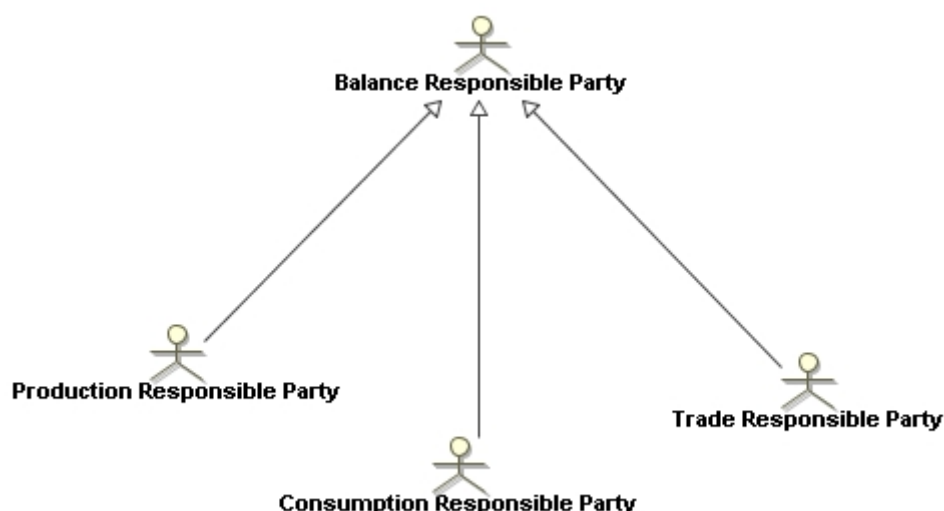 Balance Responsible Party
Production Responsible Party
Trade Responsible Party
Consumption Responsible Party